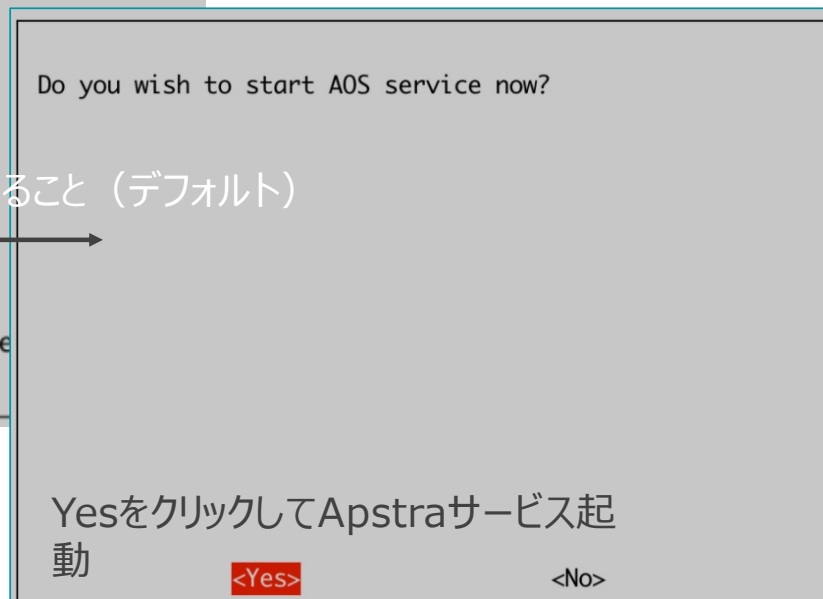 Do you wish to start AOS service now?
ること（デフォルト）
e
YesをクリックしてApstraサービス起
動
<Yes>
<No>